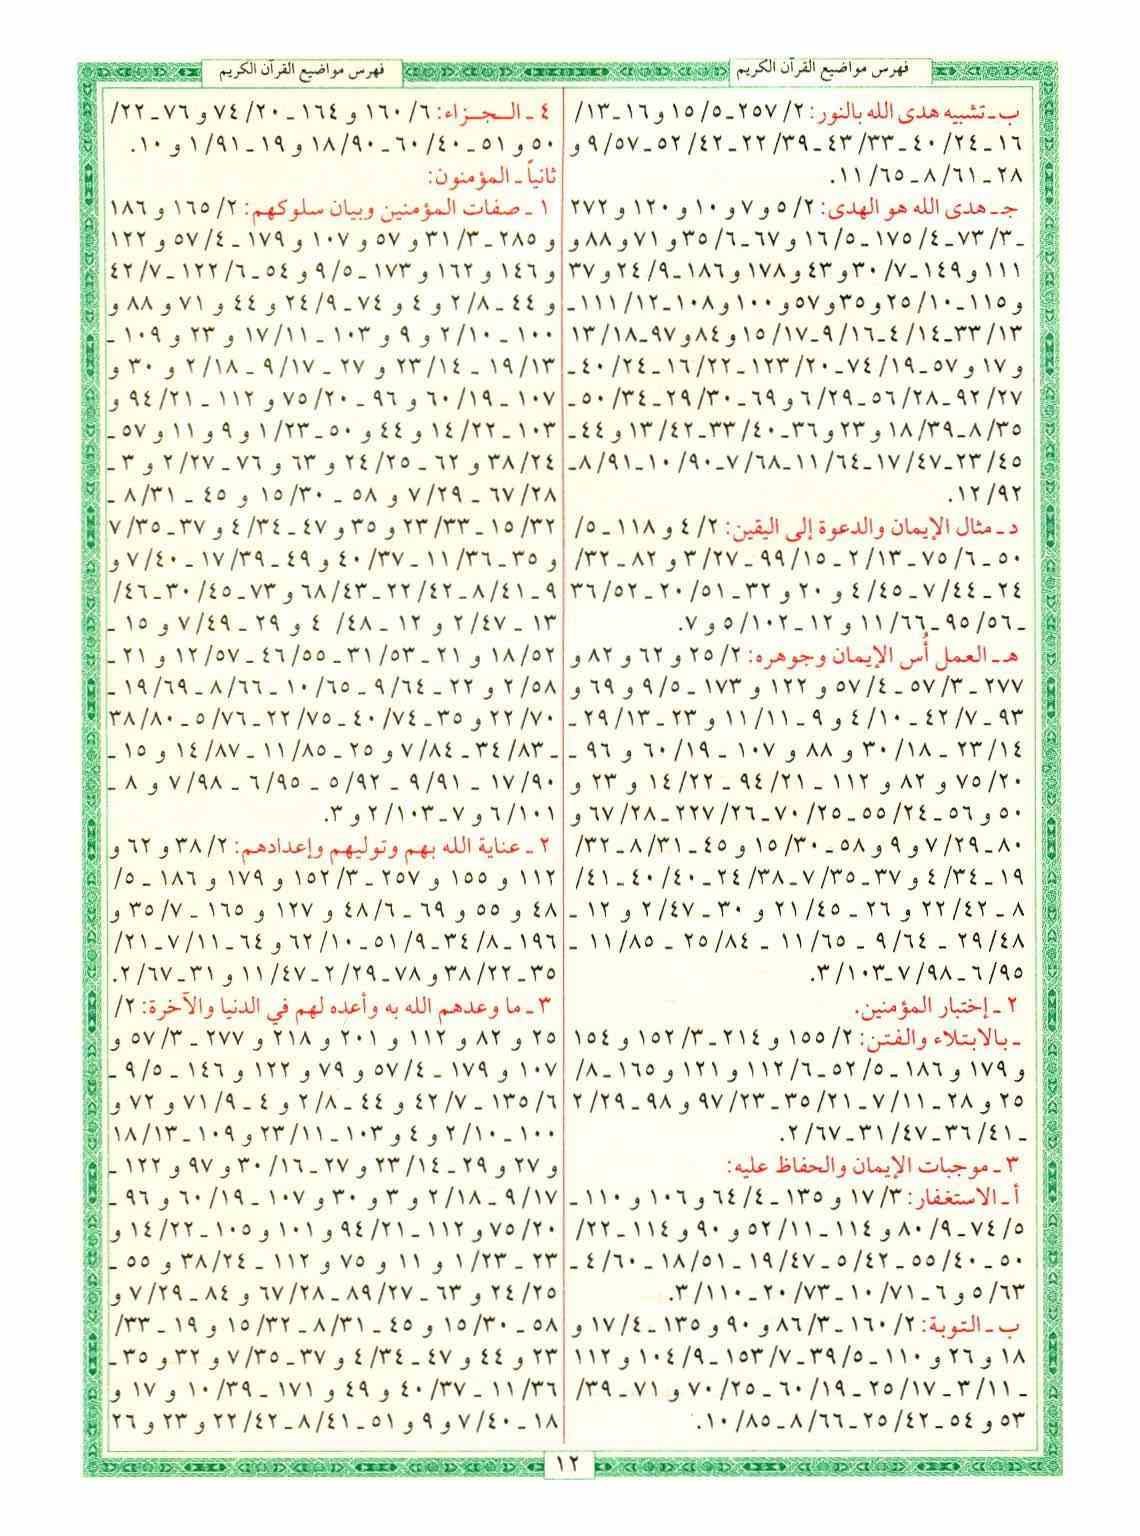 فهرس مواضيع القرآن الكريم
ب ـ تشبيه هدى الله بالنور: ٢/ ٢٥٧ ـ ٥/ ١٥ و ١٦ ـ ١٣/
١٦ ـ ٢٤/ ٤٠ ـ ٣٣/ ٤٣ ـ ٣٩/ ٢٢ ـ ٤٢/ ٥٢ ـ ٥٧/ ٩ و
٢٨ ـ ٦١/ ٨ ـ ٦٥/ ١١.
جـ ـ هدى الله هو الهدى: ٢/ ٥ و ٧ و ١٠ و ١٢٠ و ٢٧٢
ـ ٣/ ٧٣ ـ ٤/ ١٧٥ ـ ٥/ ١٦ و ٦٧ ـ ٦/ ٣٥ و ٧١ و ٨٨ و
١١١ و ١٤٩ ـ ٧/ ٣٠ و ٤٣ و ١٧٨ و ١٨٦ ـ ٩/ ٢٤ و ٣٧
و ١١٥ ـ ١٠/ ٢٥ و ٣٥ و ٥٧ و ١٠٠ و ١٠٨ ـ ١٢/ ١١١ ـ
١٣/ ٣٣ ـ ١٤/ ٤ ـ ١٦/ ٩ ـ ١٧/ ١٥ و ٨٤ و ٩٧ ـ ١٨/ ١٣
و ١٧ و ٥٧ ـ ١٩/ ٧٤ ـ ٢٠/ ١٢٣ ـ ٢٢/ ١٦ ـ ٢٤/ ٤٠ ـ
٢٧/ ٩٢ ـ ٢٨/ ٥٦ ـ ٢٩/ ٦ و ٦٩ ـ ٣٠/ ٢٩ ـ ٣٤/ ٥٠ ـ
٣٥/ ٨ ـ ٣٩/ ١٨ و ٢٣ و ٣٦ ـ ٤٠/ ٣٣ ـ ٤٢/ ١٣ و ٤٤ ـ
٤٥/ ٢٣ ـ ٤٧/ ١٧ ـ ٦٤/ ١١ ـ ٦٨/ ٧ ـ ٩٠/ ١٠ ـ ٩١/ ٨ ـ
٩٢/ ١٢.
د ـ مثال الإيمان والدعوة إلى اليقين: ٢/ ٤ و ١١٨ ـ ٥/
٥٠ ـ ٦/ ٧٥ ـ ١٣/ ٢ ـ ١٥/ ٩٩ ـ ٢٧/ ٣ و ٨٢ ـ ٣٢/
٢٤ ـ ٤٤/ ٧ ـ ٤٥/ ٤ و ٢٠ و ٣٢ ـ ٥١/ ٢٠ ـ ٥٢/ ٣٦
ـ ٥٦/ ٩٥ ـ ٦٦/ ١١ و ١٢ ـ ١٠٢/ ٥ و ٧.
هـ ـ العمل أُس الإيمان وجوهره: ٢/ ٢٥ و ٦٢ و ٨٢ و
٢٧٧ ـ ٣/ ٥٧ ـ ٤/ ٥٧ و ١٢٢ و ١٧٣ ـ ٥/ ٩ و ٦٩ و
٩٣ ـ ٧/ ٤٢ ـ ١٠/ ٤ و ٩ ـ ١١/ ١١ و ٢٣ ـ ١٣/ ٢٩ ـ
١٤/ ٢٣ ـ ١٨/ ٣٠ و ٨٨ و ١٠٧ ـ ١٩/ ٦٠ و ٩٦ ـ
٢٠/ ٧٥ و ٨٢ و ١١٢ ـ ٢١/ ٩٤ ـ ٢٢/ ١٤ و ٢٣ و
٥٠ و ٥٦ ـ ٢٤/ ٥٥ ـ ٢٥/ ٧٠ ـ ٢٦/ ٢٢٧ ـ ٢٨/ ٦٧ و
٨٠ ـ ٢٩/ ٧ و ٩ و ٥٨ ـ ٣٠/ ١٥ و ٤٥ ـ ٣١/ ٨ ـ ٣٢/
١٩ ـ ٣٤/ ٤ و ٣٧ ـ ٣٥/ ٧ ـ ٣٨/ ٢٤ ـ ٤٠/ ٤٠ ـ ٤١/
٨ ـ ٤٢/ ٢٢ و ٢٦ ـ ٤٥/ ٢١ و ٣٠ ـ ٤٧/ ٢ و ١٢ ـ
٤٨/ ٢٩ ـ ٦٤/ ٩ ـ ٦٥/ ١١ ـ ٨٤/ ٢٥ ـ ٨٥/ ١١ ـ
٩٥/ ٦ ـ ٩٨/ ٧ ـ ١٠٣/ ٣.
٢ ـ إختبار المؤمنين.
ـ بالابتلاء والفتن: ٢/ ١٥٥ و ٢١٤ ـ ٣/ ١٥٢ و ١٥٤
و ١٧٩ و ١٨٦ ـ ٥/ ٥٢ ـ ٦/ ١١٢ و ١٢١ و ١٦٥ ـ ٨/
٢٥ و ٢٨ ـ ١١/ ٧ ـ ٢١/ ٣٥ ـ ٢٣/ ٩٧ و ٩٨ ـ ٢٩/ ٢
ـ ٤١/ ٣٦ ـ ٤٧/ ٣١ ـ ٦٧/ ٢.
٣ ـ موجبات الإيمان والحفاظ عليه:
أ ـ الاستغفار: ٣/ ١٧ و ١٣٥ ـ ٤/ ٦٤ و ١٠٦ و ١١٠ ـ
٥/ ٧٤ ـ ٩/ ٨٠ و ١١٤ ـ ١١/ ٥٢ و ٩٠ و ١١٤ ـ ٢٢/
٥٠ ـ ٤٠/ ٥٥ ـ ٤٢/ ٥ ـ ٤٧/ ١٩ ـ ٥١/ ١٨ ـ ٦٠/ ٤ ـ
٦٣/ ٥ و ٦ ـ ٧١/ ١٠ ـ ٧٣/ ٢٠ ـ ١١٠/ ٣.
ب ـ التوبة: ٢/ ١٦٠ ـ ٣/ ٨٦ و ٩٠ و ١٣٥ ـ ٤/ ١٧ و
١٨ و ٢٦ و ١١٠ ـ ٥/ ٣٩ ـ ٧/ ١٥٣ ـ ٩/ ١٠٤ و ١١٢
ـ ١١/ ٣ ـ ١٧/ ٢٥ ـ ١٩/ ٦٠ ـ ٢٥/ ٧٠ و ٧١ ـ ٣٩/
٥٣ و ٥٤ ـ ٤٢/ ٢٥ ـ ٦٦/ ٨ ـ ٨٥/ ١٠.
فهرس مواضيع القرآن الكريم
٤ ـ الـجـزاء: ٦/ ١٦٠ و ١٦٤ ـ ٢٠/ ٧٤ و ٧٦ ـ ٢٢/
٥٠ و ٥١ ـ ٤٠/ ٦٠ ـ ٩٠/ ١٨ و ١٩ ـ ٩١/ ١ و ١٠.
ثانياً ـ المؤمنون:
١ ـ صفات المؤمنين وبيان سلوكهم: ٢/ ١٦٥ و ١٨٦
و ٢٨٥ ـ ٣/ ٣١ و ٥٧ و ١٠٧ و ١٧٩ ـ ٤/ ٥٧ و ١٢٢
و ١٤٦ و ١٦٢ و ١٧٣ ـ ٥/ ٩ و ٥٤ ـ ٦/ ١٢٢ ـ ٧/ ٤٢
و ٤٤ ـ ٨/ ٢ و ٤ و ٧٤ ـ ٩/ ٢٤ و ٤٤ و ٧١ و ٨٨ و
١٠٠ ـ ١٠/ ٢ و ٩ و ١٠٣ ـ ١١/ ١٧ و ٢٣ و ١٠٩ ـ
١٣/ ١٩ ـ ١٤/ ٢٣ و ٢٧ ـ ١٧/ ٩ ـ ١٨/ ٢ و ٣٠ و
١٠٧ ـ ١٩/ ٦٠ و ٩٦ ـ ٢٠/ ٧٥ و ١١٢ ـ ٢١/ ٩٤ و
١٠٣ ـ ٢٢/ ١٤ و ٤٤ و ٥٠ ـ ٢٣/ ١ و ٩ و ١١ و ٥٧ ـ
٢٤/ ٣٨ و ٦٢ ـ ٢٥/ ٢٤ و ٦٣ و ٧٦ ـ ٢٧/ ٢ و ٣ ـ
٢٨/ ٦٧ ـ ٢٩/ ٧ و ٥٨ ـ ٣٠/ ١٥ و ٤٥ ـ ٣١/ ٨ ـ
٣٢/ ١٥ ـ ٣٣/ ٢٣ و ٣٥ و ٤٧ ـ ٣٤/ ٤ و ٣٧ ـ ٣٥/ ٧
و ٣٥ ـ ٣٦/ ١١ ـ ٣٧/ ٤٠ و ٤٩ ـ ٣٩/ ١٧ ـ ٤٠/ ٧ و
٩ ـ ٤١/ ٨ ـ ٤٢/ ٢٢ ـ ٤٣/ ٦٨ و ٧٣ ـ ٤٥/ ٣٠ ـ ٤٦/
١٣ ـ ٤٧/ ٢ و ١٢ ـ ٤٨/ ٤ و ٢٩ ـ ٤٩/ ٧ و ١٥ ـ
٥٢/ ١٨ و ٢١ ـ ٥٣/ ٣١ ـ ٥٥/ ٤٦ ـ ٥٧/ ١٢ و ٢١ ـ
٥٨/ ٢ و ٢٢ ـ ٦٤/ ٩ ـ ٦٥/ ١٠ ـ ٦٦/ ٨ ـ ٦٩/ ١٩ ـ
٧٠/ ٢٢ و ٣٥ ـ ٧٤/ ٤٠ ـ ٧٥/ ٢٢ ـ ٧٦/ ٥ ـ ٨٠/ ٣٨
ـ ٨٣/ ٣٤ ـ ٨٤/ ٧ و ٢٥ ـ ٨٥/ ١١ ـ ٨٧/ ١٤ و ١٥ ـ
٩٠/ ١٧ ـ ٩١/ ٩ ـ ٩٢/ ٥ ـ ٩٥/ ٦ ـ ٩٨/ ٧ و ٨ ـ
١٠١/ ٦ و ٧ ـ ١٠٣/ ٢ و ٣.
٢ ـ عناية الله بهم وتوليهم وإعدادهم: ٢/ ٣٨ و ٦٢ و
١١٢ و ١٥٥ و ٢٥٧ ـ ٣/ ١٥٢ و ١٧٩ و ١٨٦ ـ ٥/
٤٨ و ٥٥ و ٦٩ ـ ٦/ ٤٨ و ١٢٧ و ١٦٥ ـ ٧/ ٣٥ و
١٩٦ ـ ٨/ ٣٤ ـ ٩/ ٥١ ـ ١٠/ ٦٢ و ٦٤ ـ ١١/ ٧ ـ ٢١/
٣٥ ـ ٢٢/ ٣٨ و ٧٨ ـ ٢٩/ ٢ ـ ٤٧/ ١١ و ٣١ ـ ٦٧/ ٢.
٣ ـ ما وعدهم الله به وأعده لهم في الدنيا والآخرة: ٢/
٢٥ و ٨٢ و ١١٢ و ٢٠١ و ٢١٨ و ٢٧٧ ـ ٣/ ٥٧ و
١٠٧ و ١٧٩ ـ ٤/ ٥٧ و ٧٩ و ١٢٢ و ١٤٦ ـ ٥/ ٩ ـ
٦/ ١٣٥ ـ ٧/ ٤٢ و ٤٤ ـ ٨/ ٢ و ٤ ـ ٩/ ٧١ و ٧٢ و
١٠٠ ـ ١٠/ ٢ و ٤ و ١٠٣ ـ ١١/ ٢٣ و ١٠٩ ـ ١٣/ ١٨
و ٢٧ و ٢٩ ـ ١٤/ ٢٣ و ٢٧ ـ ١٦/ ٣٠ و ٩٧ و ١٢٢ ـ
١٧/ ٩ ـ ١٨/ ٢ و ٣ و ٣٠ و ١٠٧ ـ ١٩/ ٦٠ و ٩٦ ـ
٢٠/ ٧٥ و ١١٢ ـ ٢١/ ٩٤ و ١٠١ و ١٠٥ ـ ٢٢/ ١٤ و
٢٣ ـ ٢٣/ ١ و ١١ و ٧٥ و ١١٢ ـ ٢٤/ ٣٨ و ٥٥ ـ
٢٥/ ٢٤ و ٦٣ ـ ٢٧/ ٨٩ ـ ٢٨/ ٦٧ و ٨٤ ـ ٢٩/ ٧ و
٥٨ ـ ٣٠/ ١٥ و ٤٥ ـ ٣١/ ٨ ـ ٣٢/ ١٥ و ١٩ ـ ٣٣/
٢٣ و ٤٤ و ٤٧ ـ ٣٤/ ٤ و ٣٧ ـ ٣٥/ ٧ و ٣٢ و ٣٥ ـ
٣٦/ ١١ ـ ٣٧/ ٤٠ و ٤٩ و ١٧١ ـ ٣٩/ ١٠ و ١٧ و
١٨ ـ ٤٠/ ٧ و ٩ و ٥١ ـ ٤١/ ٨ ـ ٤٢/ ٢٢ و ٢٣ و ٢٦
١٢